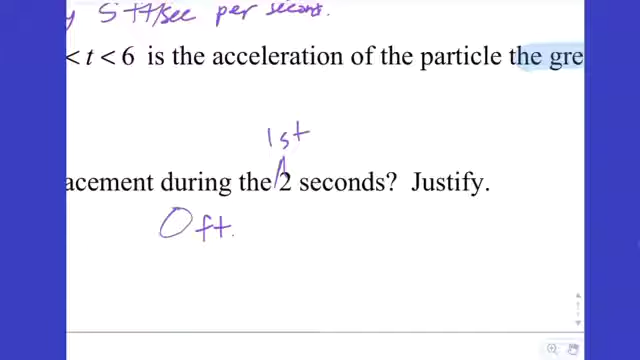 5 ft/sec per second.
< t < 6 is the acceleration of the particle the gre
1st
acement during the 2 seconds? Justify.
0 ft.